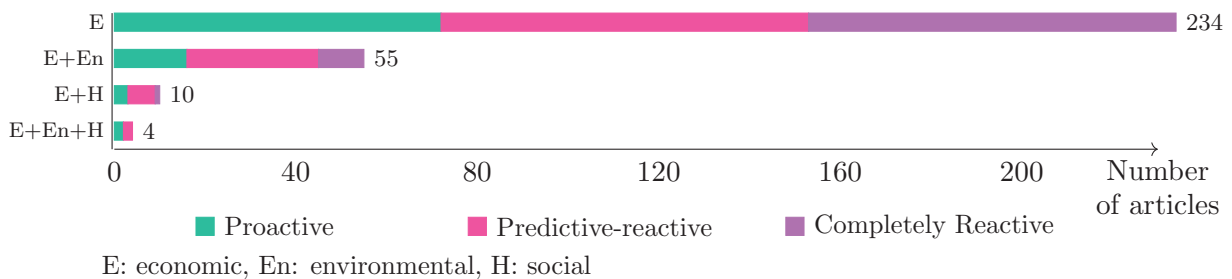 E 234
E+En 55
E+H 10
E+En+H 4
0 40 80 120 160 200 Number
of articles
Proactive Predictive-reactive Completely Reactive
E: economic, En: environmental, H: social